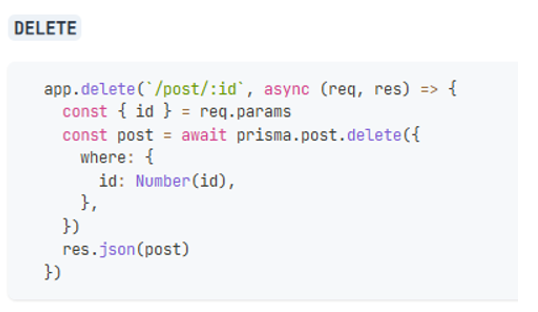 DELETE
app.delete(`/post/:id`, async (req, res) => {
  const { id } = req.params
  const post = await prisma.post.delete({
    where: {
      id: Number(id),
    },
  })
  res.json(post)
})